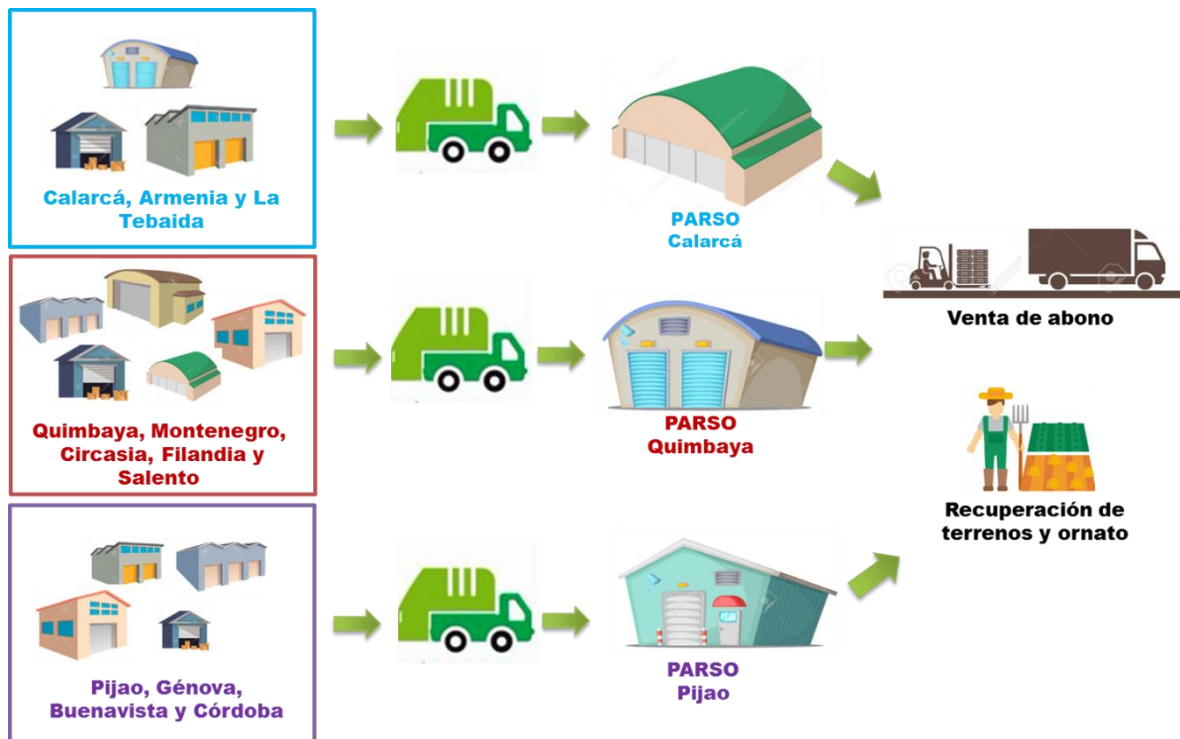 Calarcá, Armenia y La
Tebaida
PARSO
Calarcá
Quimbaya, Montenegro,
Circasia, Filandia y
Salento
PARSO
Quimbaya
Venta de abono
Recuperación de
terrenos y ornato
Pijao, Génova,
Buenavista y Córdoba
PARSO
Pijao